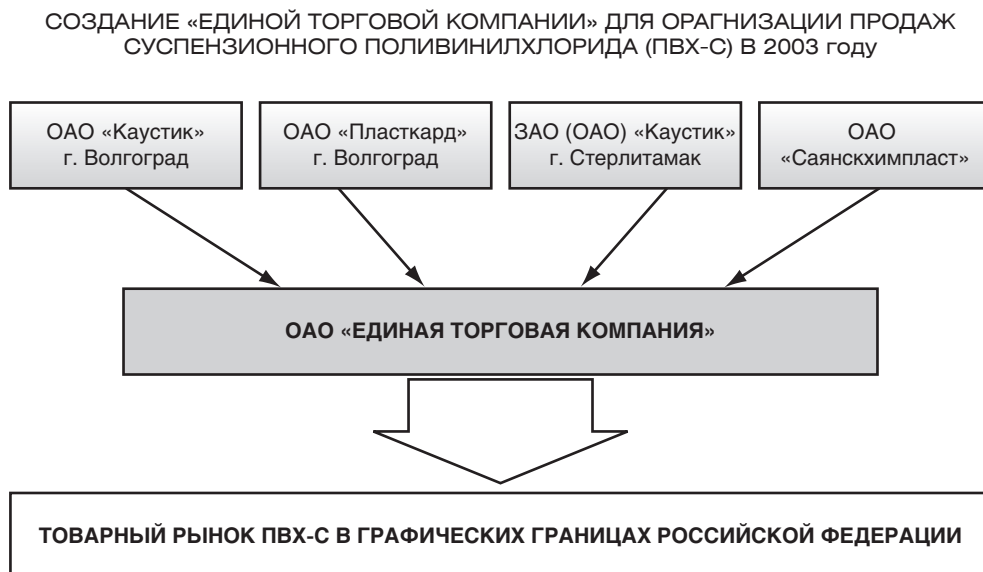 СОЗДАНИЕ «ЕДИНОЙ ТОРГОВОЙ КОМПАНИИ» ДЛЯ ОРАГНИЗАЦИИ ПРОДАЖ
СУСПЕНЗИОННОГО ПОЛИВИНИЛХЛОРИДА (ПВХ-С) В 2003 году
ОАО «Каустик»
г. Волгоград
ОАО «Пласткард»
г. Волгоград
ЗАО (ОАО) «Каустик»
г. Стерлитамак
ОАО
«Саянскхимпласт»
ОАО «ЕДИНАЯ ТОРГОВАЯ КОМПАНИЯ»
ТОВАРНЫЙ РЫНОК ПВХ-С В ГРАФИЧЕСКИХ ГРАНИЦАХ РОССИЙСКОЙ ФЕДЕРАЦИИ